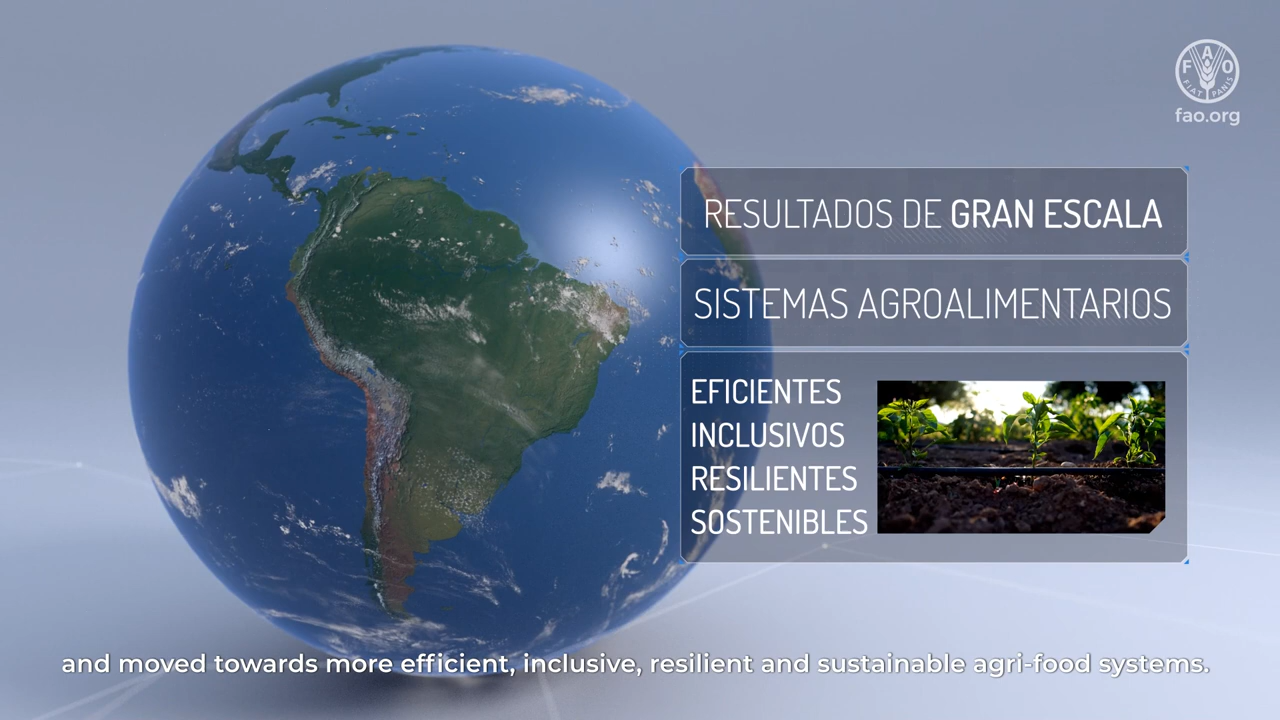 FAO
FIAT PANIS
fao.org
RESULTADOS DE GRAN ESCALA
SISTEMAS AGROALIMENTARIOS
EFICIENTES
INCLUSIVOS
RESILIENTES
SOSTENIBLES
and moved towards more efficient, inclusive, resilient and sustainable agri-food systems.